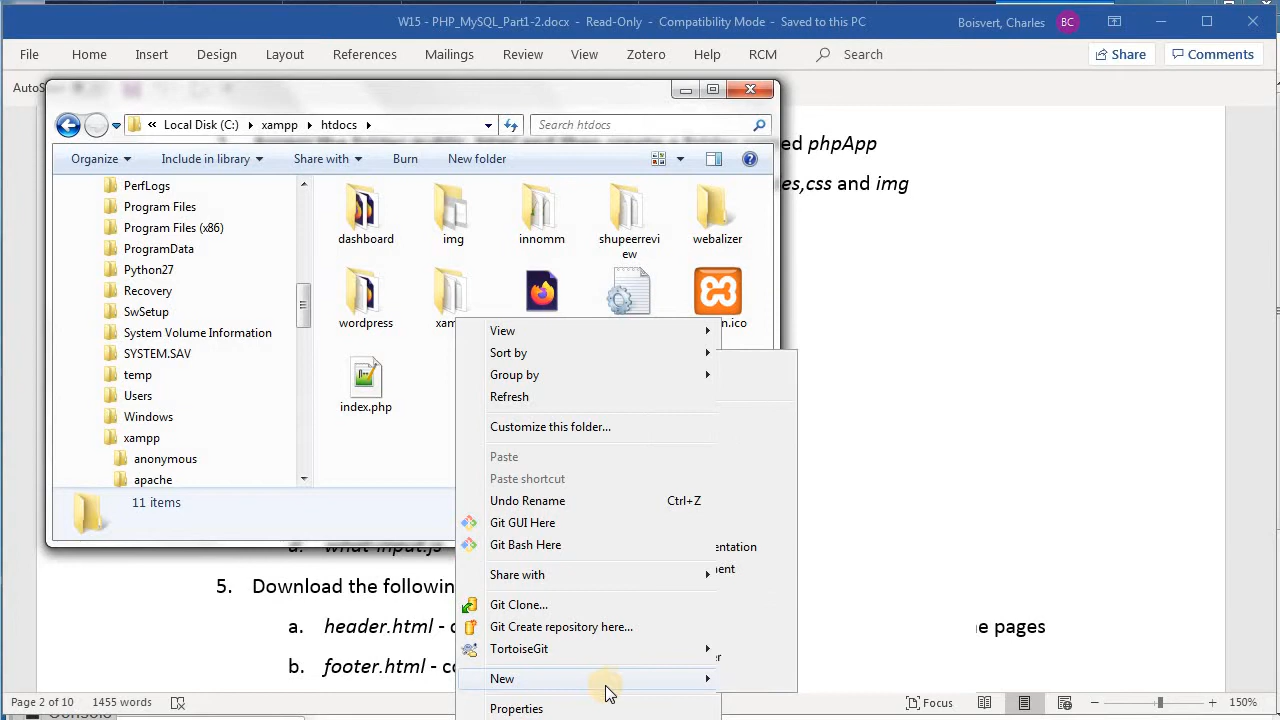 W15 - PHP_MySQL_Part1-2.docx - Read-Only - Compatibility Mode - Saved to this PC
Boisvert, Charles BC
File Home Insert Design Layout References Mailings Review View Zotero Help RCM Search Share Comments
Local Disk (C:) xampp htdocs Search htdocs
phpApp
Organize Include in library Share with Burn New folder
and img
PerfLogs
Program Files
Program Files (x86)
ProgramData
Python27
Recovery
SwSetup
System Volume Information
SYSTEM.SAV
temp
Users
Windows
xampp
anonymous
apache
dashboard img innomm shupeerrevi webalizer
ew
wordpress
index.php
11 items
View
Sort by
Group by
Refresh
Customize this folder...
Paste
Paste shortcut
Undo Rename Ctrl+Z
Git GUI Here
Git Bash Here
Share with
Git Clone...
Git Create repository here...
TortoiseGit
New
Properties
d. what-input.js
5. Download the following
a. header.html - c
e pages
b. footer.html - c
Page 2 of 10 1455 words Focus 150%